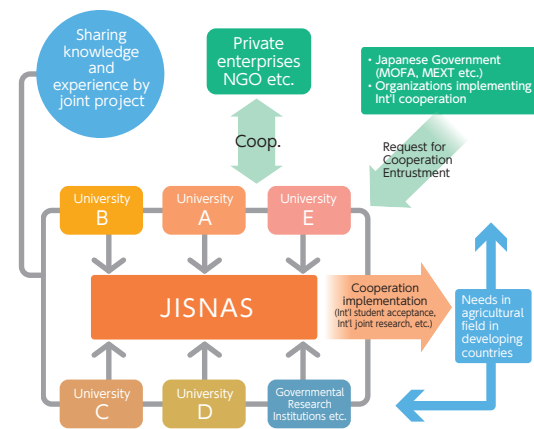 Sharing
knowledge
and
experience by
joint project
Private
enterprises
NGO etc.
・Japanese Government
(MOFA, MEXT etc.)
・Organizations implementing
Int'l cooperation
Coop.
Request for
Cooperation
Entrustment
University
B
University
A
University
E
JISNAS
Cooperation
implementation
(Int'l student acceptance,
Int'l joint research, etc.)
Needs in
agricultural
field in
developing
countries
University
C
University
D
Governmental
Research
Institutions etc.